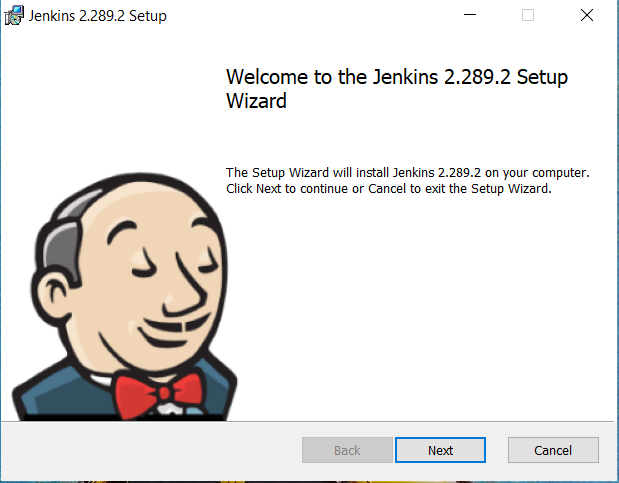 Jenkins 2.289.2 Setup
Welcome to the Jenkins 2.289.2 Setup
Wizard
The Setup Wizard will install Jenkins 2.289.2 on your computer.
Click Next to continue or Cancel to exit the Setup Wizard.
Back
Next
Cancel